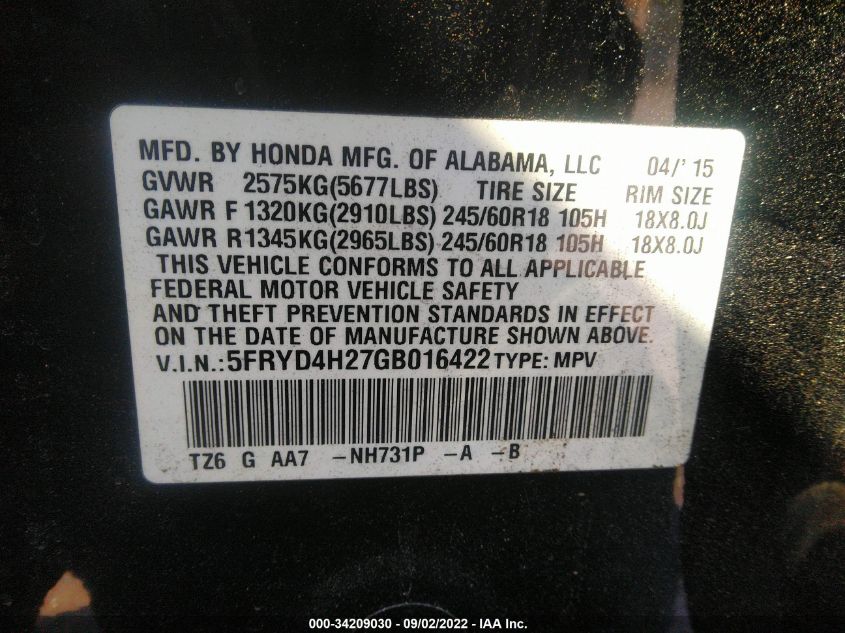 MFD. BY HONDA MFG. OF ALABAMA, LLC 04/'15
GVWR 2575KG(5677LBS) TIRE SIZE RIM SIZE
GAWR F 1320KG(2910LBS) 245/60R18 105H 18X8.0J
GAWR R 1345KG(2965LBS) 245/60R18 105H 18X8.0J
THIS VEHICLE CONFORMS TO ALL APPLICABLE
FEDERAL MOTOR VEHICLE SAFETY
AND THEFT PREVENTION STANDARDS IN EFFECT
ON THE DATE OF MANUFACTURE SHOWN ABOVE.
V.I.N.: 5FRYD4H27GB016422 TYPE: MPV
TZ6 G AA7 -NH731P -A -B
000-34209030 - 09/02/2022 - IAA Inc.